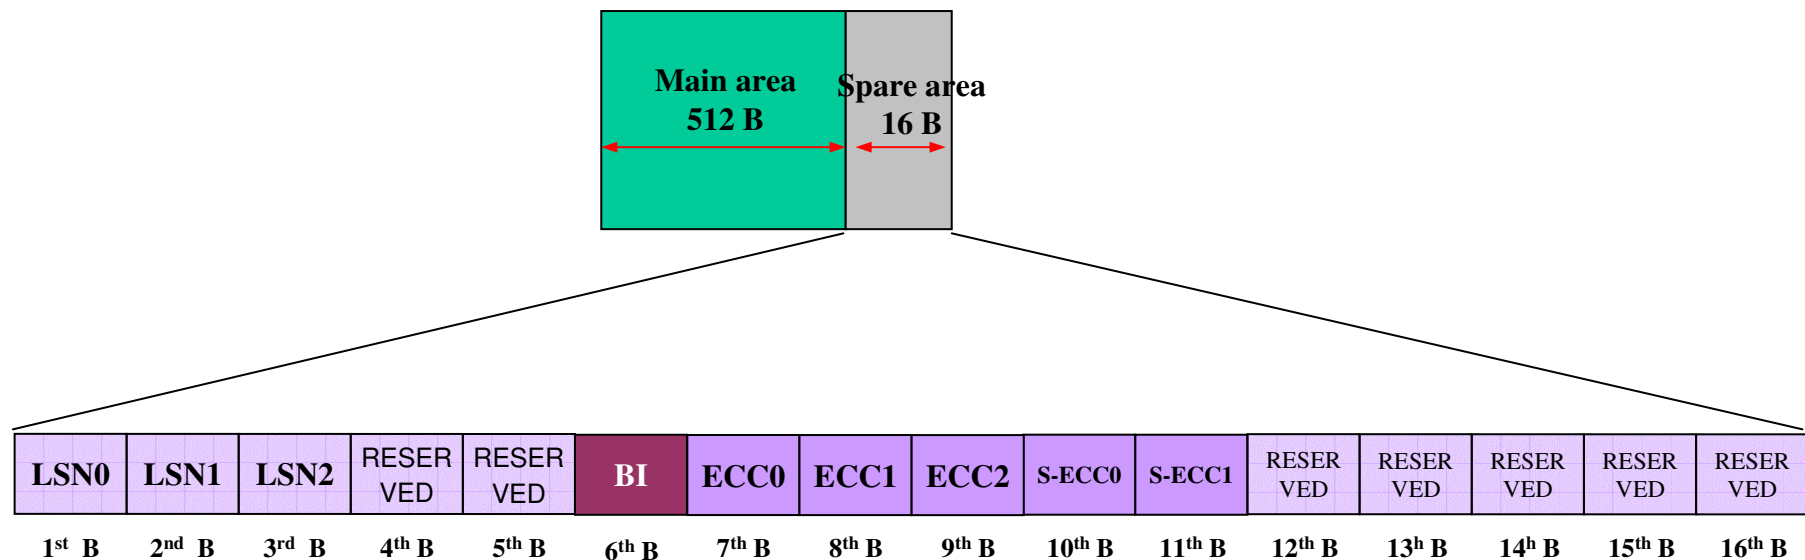 Main area
512 B
Spare area
16 B
LSN0
LSN1
LSN2
RESER
VED
RESER
VED
BI
ECC0
ECC1
ECC2
S-ECC0
S-ECC1
RESER
VED
RESER
VED
RESER
VED
RESER
VED
RESER
VED
1st B
2nd B
3rd B
4th B
5th B
6th B
7th B
8th B
9th B
10th B
11th B
12th B
13h B
14h B
15th B
16th B